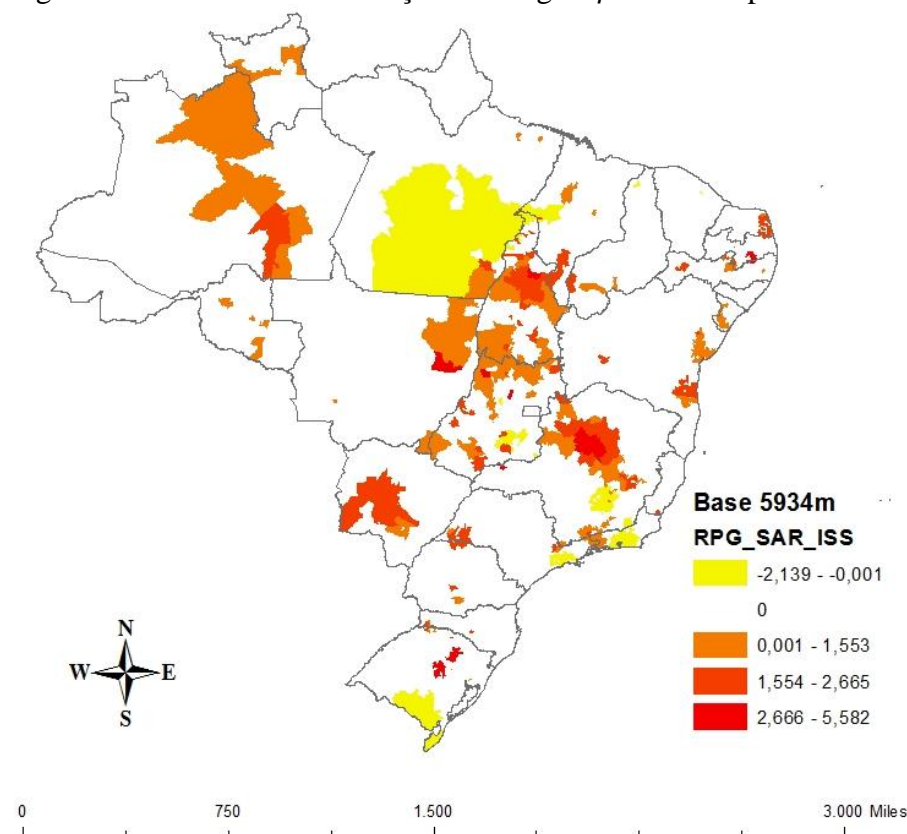 Base 5934m
RPG_SAR_ISS
-2,139 - -0,001
0
0,001 - 1,553
1,554 - 2,665
2,666 - 5,582
N
W E
S
0 750 1.500 3.000 Miles